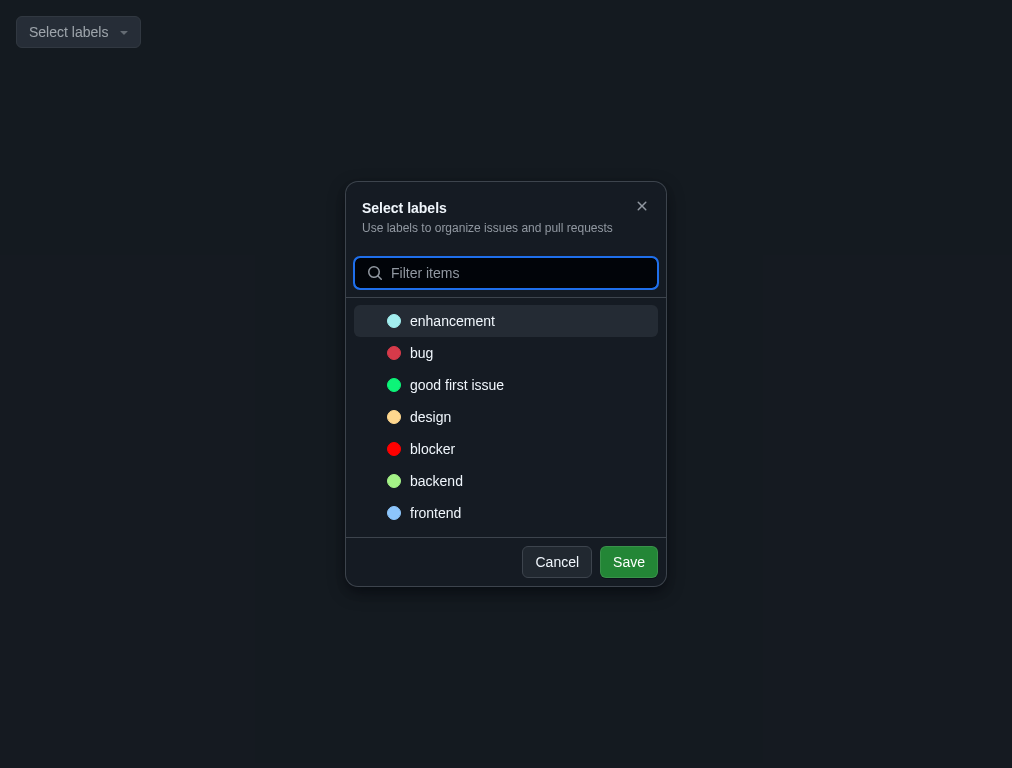 Select labels
Select labels
Use labels to organize issues and pull requests
Filter items
enhancement
bug
good first issue
design
blocker
backend
frontend
Cancel Save